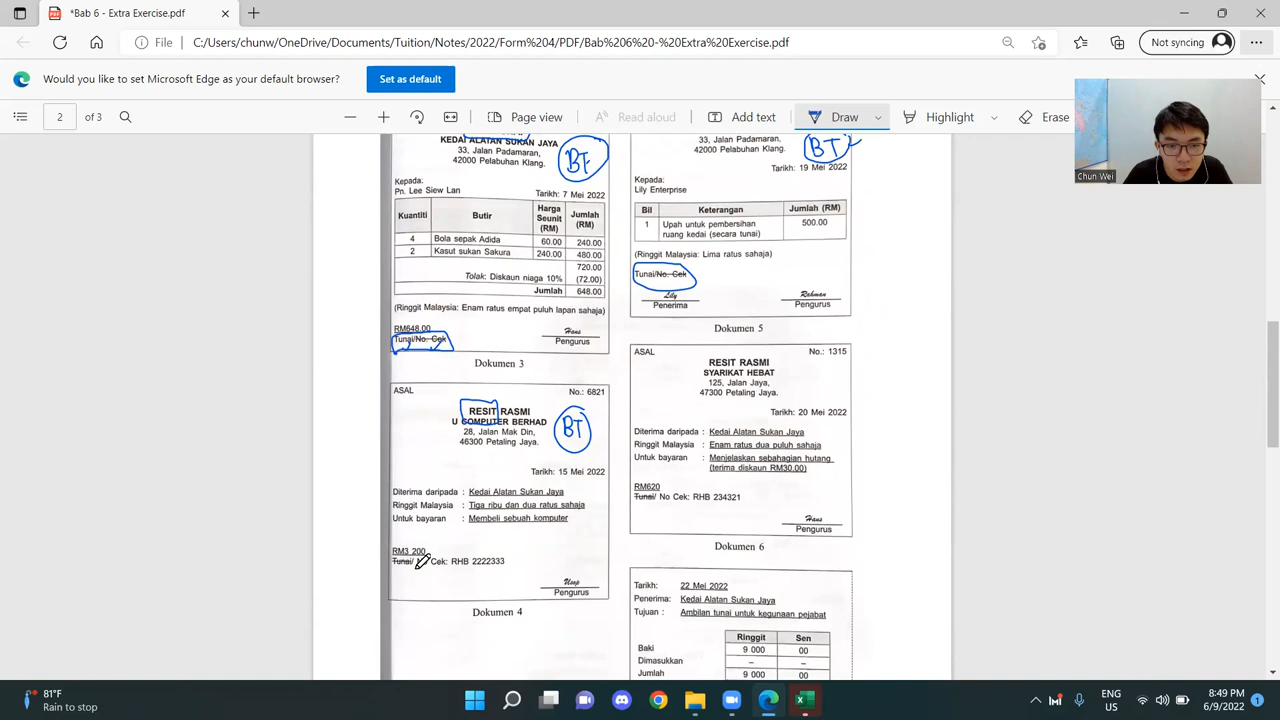 *Bab 6 - Extra Exercise.pdf
File
C:/Users/chunw/OneDrive/Documents/Tuition/Notes/2022/Form%204/PDF/Bab%206%20-%20Extra%20Exercise.pdf
Not syncing
Would you like to set Microsoft Edge as your default browser?
Set as default
2
of 3
Page view
Read aloud
Add text
Draw
Highlight
Erase
Chun Wei
KEDAI ALATAN SUKAN JAYA
33, Jalan Padamaran,
42000 Pelabuhan Klang.
BT
Kepada:
Pn. Lee Siew Lan
Tarikh: 7 Mei 2022
Kuantiti Butir Harga Seunit (RM) Jumlah (RM)
4 Bola sepak Adida 60.00 240.00
2 Kasut sukan Sakura 240.00 480.00
720.00
Tolak: Diskaun niaga 10% (72.00)
Jumlah 648.00
(Ringgit Malaysia: Enam ratus empat puluh lapan sahaja)
RM648.00
Tunai/No. Cek
Hans
Pengurus
Dokumen 3
ASAL
No.: 6821
RESIT RASMI
U COMPUTER BERHAD
28, Jalan Mak Din,
46300 Petaling Jaya.
BT
Tarikh: 15 Mei 2022
Diterima daripada : Kedai Alatan Sukan Jaya
Ringgit Malaysia : Tiga ribu dan dua ratus sahaja
Untuk bayaran : Membeli sebuah komputer
RM3 200
Tunai/ Cek: RHB 2222333
Usop
Pengurus
Dokumen 4
33, Jalan Padamaran,
42000 Pelabuhan Klang.
BT
19 Mei 2022
Kepada:
Lily Enterprise
Bil Keterangan Jumlah (RM)
1 Upah untuk pembersihan 500.00
ruang kedai (secara tunai)
(Ringgit Malaysia: Lima ratus sahaja)
Tunai/No. Cek
Lily
Penerima
Rahman
Pengurus
Dokumen 5
ASAL
No.: 1315
RESIT RASMI
SYARIKAT HEBAT
125, Jalan Jaya,
47300 Petaling Jaya.
Tarikh: 20 Mei 2022
Diterima daripada : Kedai Alatan Sukan Jaya
Ringgit Malaysia : Enam ratus dua puluh sahaja
Untuk bayaran : Menjelaskan sebahagian hutang
(terima diskaun RM30.00)
RM620
Tunai/ No Cek: RHB 234321
Hans
Pengurus
Dokumen 6
Tarikh: 22 Mei 2022
Penerima: Kedai Alatan Sukan Jaya
Tujuan : Ambilan tunai untuk kegunaan pejabat
Ringgit Sen
Baki 9 000 00
Dimasukkan – –
Jumlah 9 000 00
81°F
Rain to stop
ENG
US
8:49 PM
6/9/2022